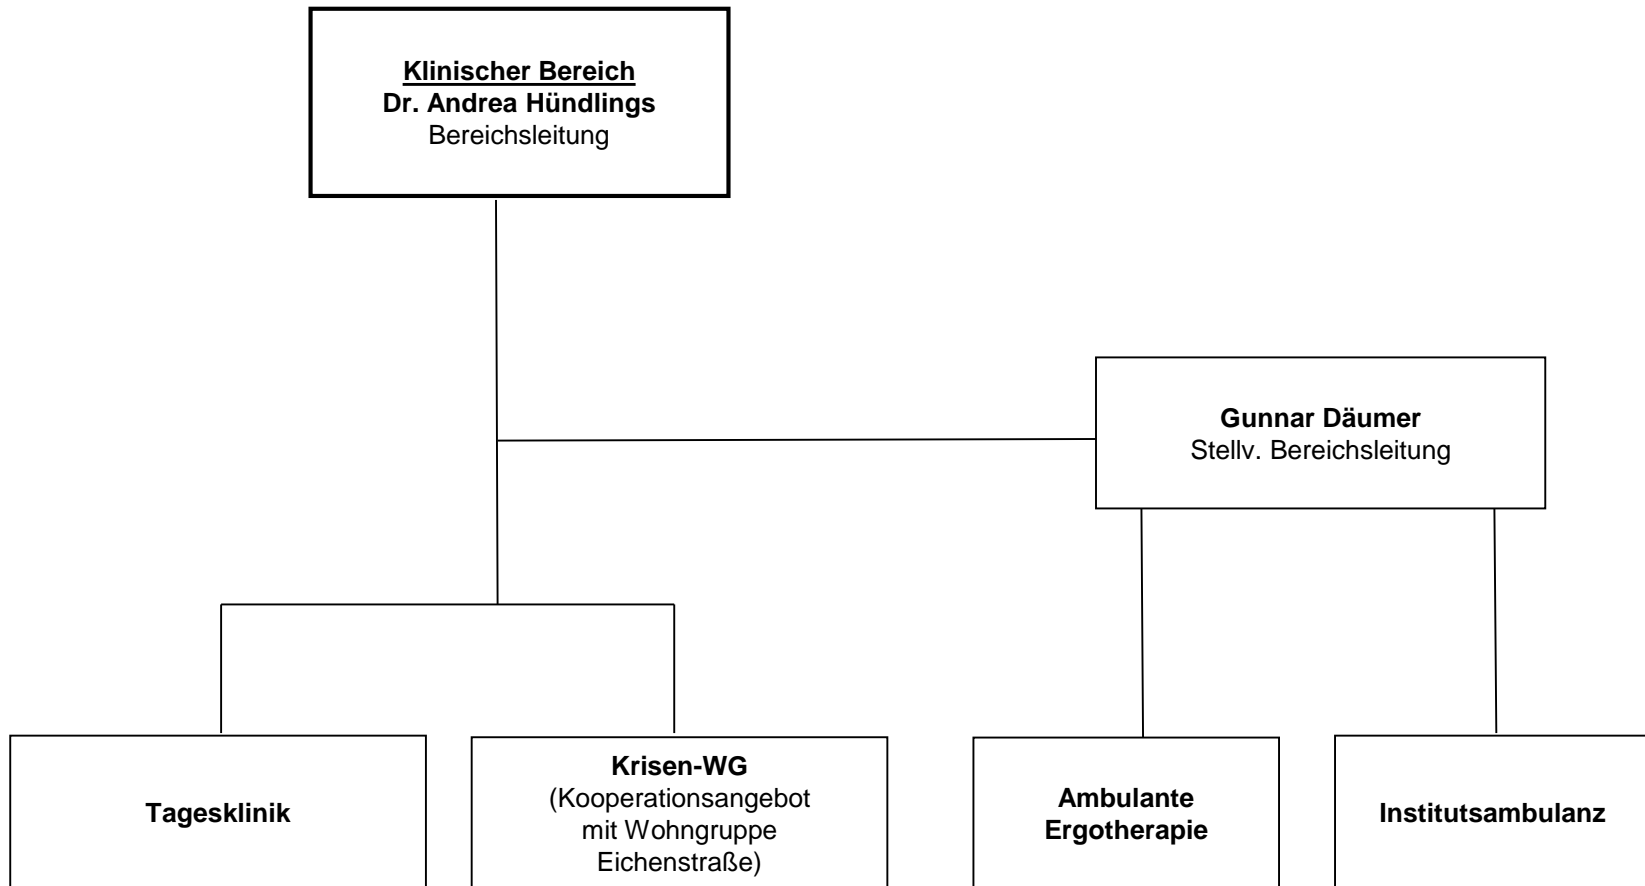 Klinischer Bereich
Dr. Andrea Hündlings
Bereichsleitung
Gunnar Däumer
Stellv. Bereichsleitung
Tagesklinik
Krisen-WG
(Kooperationsangebot
mit Wohngruppe
Eichenstraße)
Ambulante
Ergotherapie
Institutsambulanz